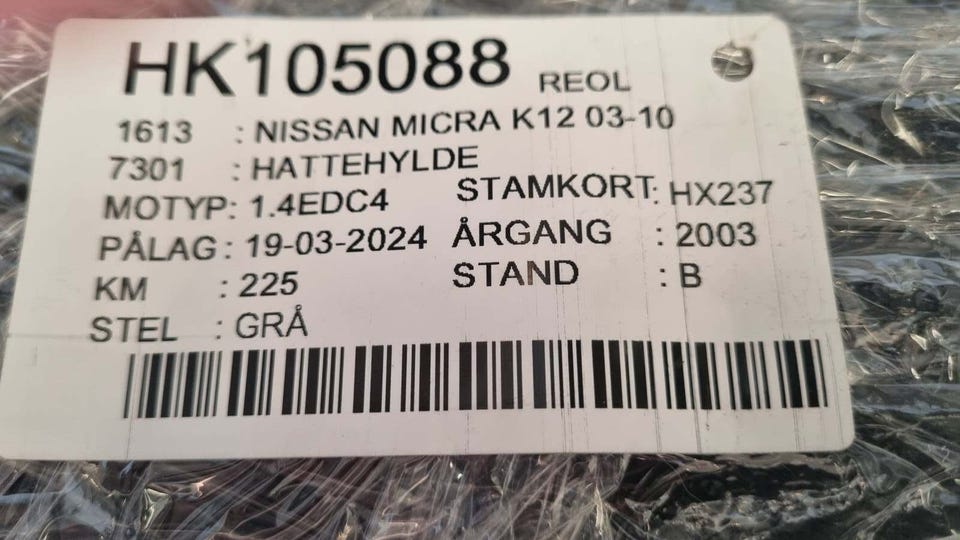 HK105088 REOL
1613 : NISSAN MICRA K12 03-10
7301 : HATTEHYLDE
MOTYP: 1.4EDC4 STAMKORT: HX237
PÅLAG : 19-03-2024 ÅRGANG : 2003
KM : 225 STAND : B
STEL : GRÅ